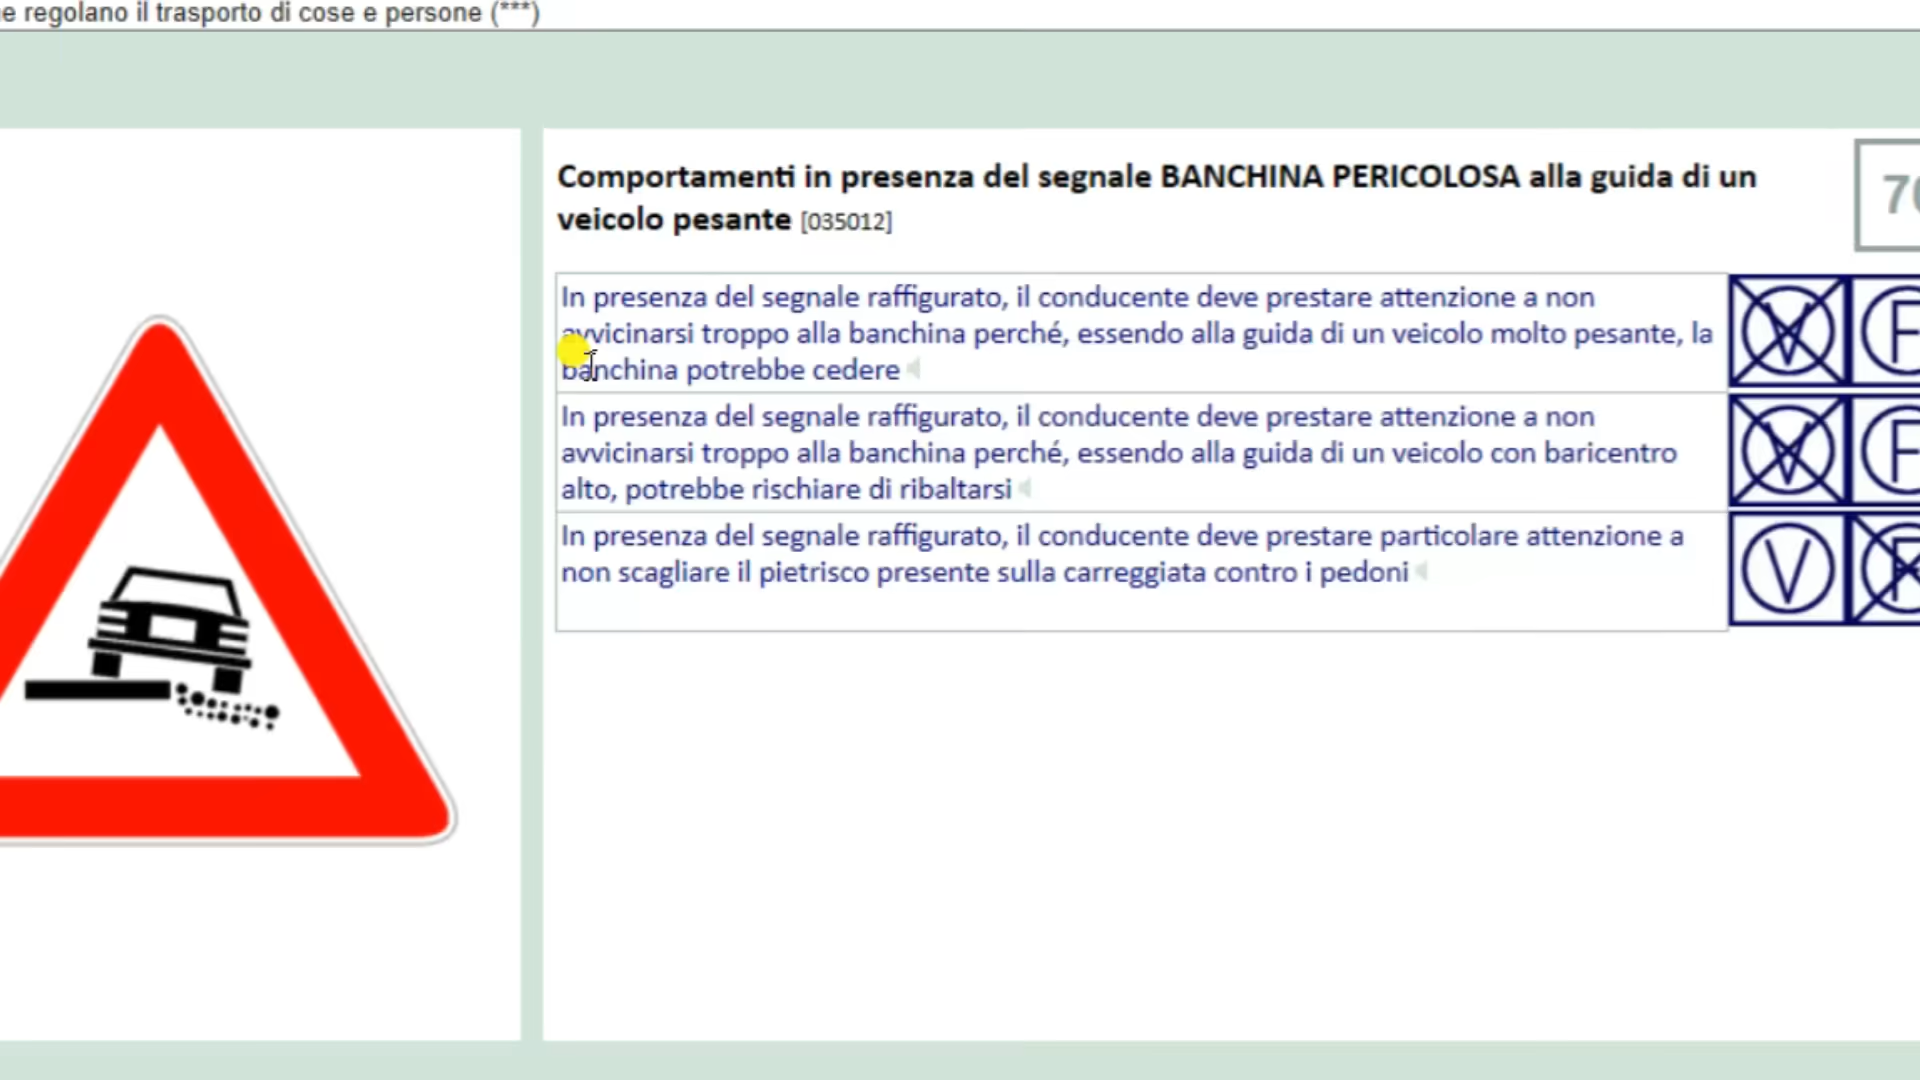 e regolano il trasporto di cose e persone (***)
Comportamenti in presenza del segnale BANCHINA PERICOLOSA alla guida di un
veicolo pesante [035012]
70
In presenza del segnale raffigurato, il conducente deve prestare attenzione a non
avvicinarsi troppo alla banchina perché, essendo alla guida di un veicolo molto pesante, la
banchina potrebbe cedere
V F
In presenza del segnale raffigurato, il conducente deve prestare attenzione a non
avvicinarsi troppo alla banchina perché, essendo alla guida di un veicolo con baricentro
alto, potrebbe rischiare di ribaltarsi
V F
In presenza del segnale raffigurato, il conducente deve prestare particolare attenzione a
non scagliare il pietrisco presente sulla carreggiata contro i pedoni
V F